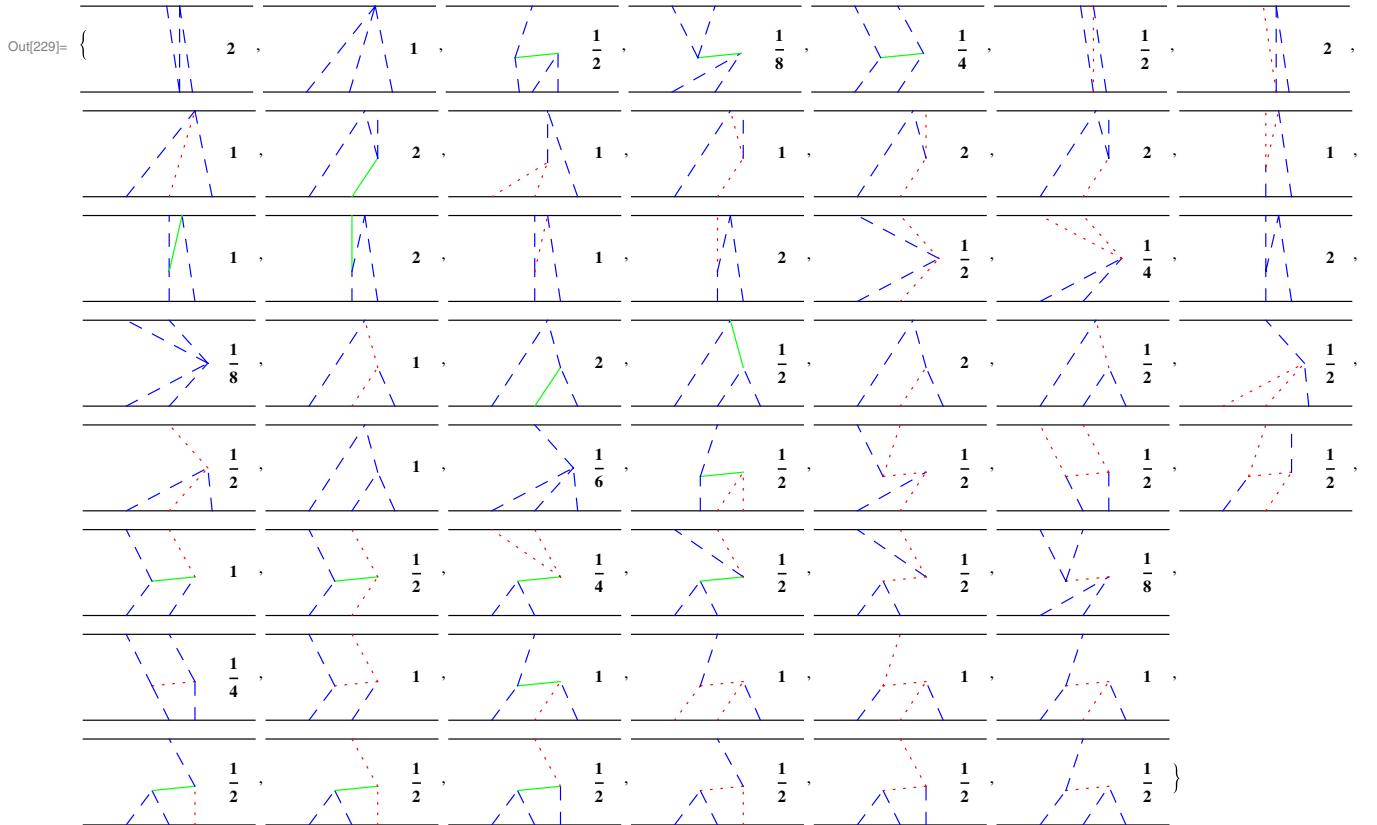 Out[229]= { 2 , 1 , 1/2 , 1/8 , 1/4 , 1/2 , 2 ,
1 , 2 , 1 , 1 , 2 , 2 , 1 ,
1 , 2 , 1 , 2 , 1/2 , 1/4 , 2 ,
1/8 , 1 , 2 , 1/2 , 2 , 1/2 , 1/2 ,
1/2 , 1 , 1/6 , 1/2 , 1/2 , 1/2 , 1/2 ,
1 , 1/2 , 1/4 , 1/2 , 1/2 , 1/8 ,
1/4 , 1 , 1 , 1 , 1 , 1 ,
1/2 , 1/2 , 1/2 , 1/2 , 1/2 , 1/2 }